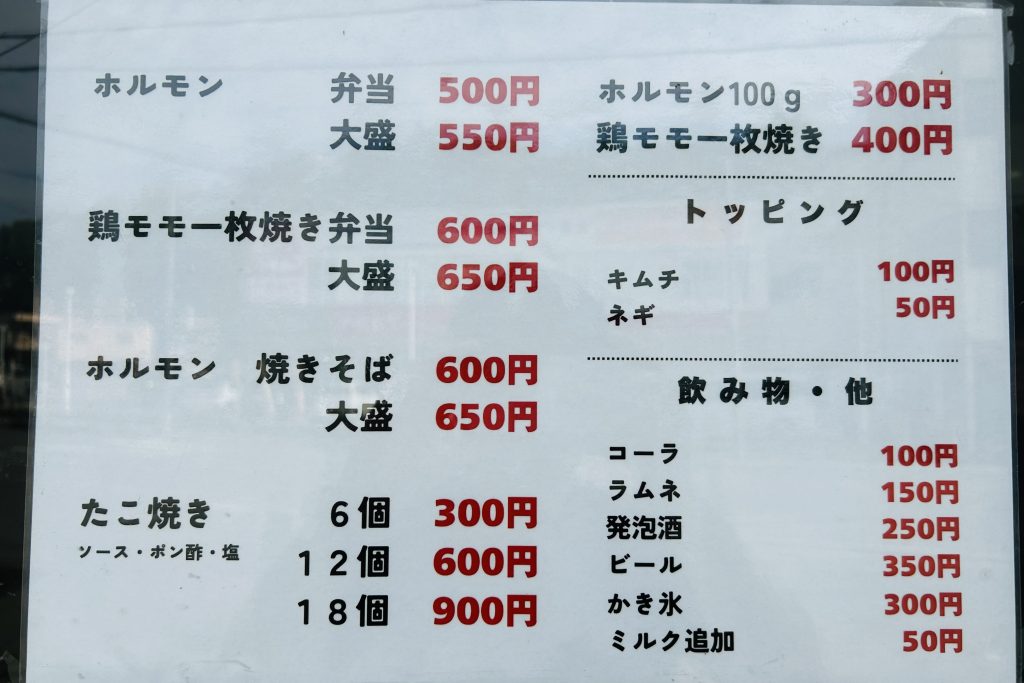 ホルモン 弁当 500円
大盛 550円
鶏モモ一枚焼き弁当 600円
大盛 650円
ホルモン 焼きそば 600円
大盛 650円
たこ焼き 6個 300円
ソース・ポン酢・塩
12個 600円
18個 900円
ホルモン100g 300円
鶏モモ一枚焼き 400円
トッピング
キムチ 100円
ネギ 50円
飲み物・他
コーラ 100円
ラムネ 150円
発泡酒 250円
ビール 350円
かき氷 300円
ミルク追加 50円